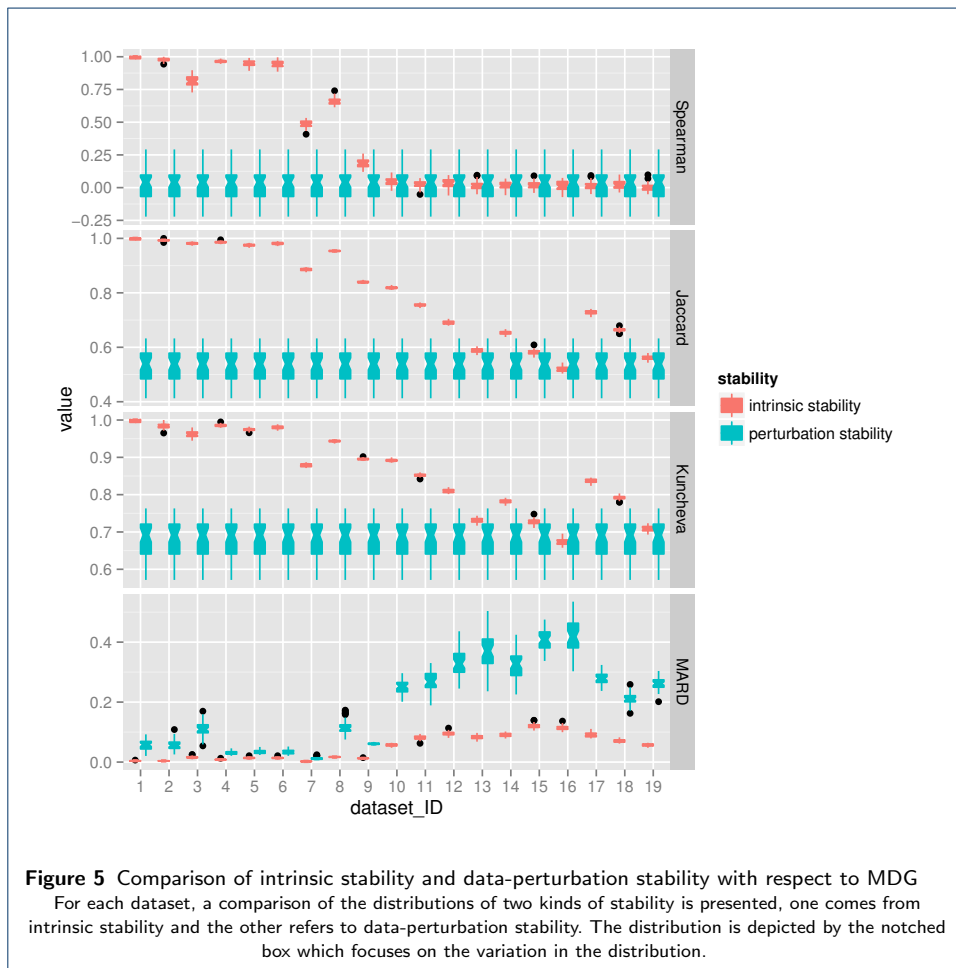 1.00
0.75
0.50
0.25
0.00
−0.25
Spearman
1.0
0.8
0.6
0.4
Jaccard
value
1.0
0.9
0.8
0.7
0.6
Kuncheva
0.4
0.2
0.0
MARD
1 2 3 4 5 6 7 8 9 10 11 12 13 14 15 16 17 18 19
dataset_ID
stability
intrinsic stability
perturbation stability
Figure 5 Comparison of intrinsic stability and data-perturbation stability with respect to MDG
For each dataset, a comparison of the distributions of two kinds of stability is presented, one comes from
intrinsic stability and the other refers to data-perturbation stability. The distribution is depicted by the notched
box which focuses on the variation in the distribution.